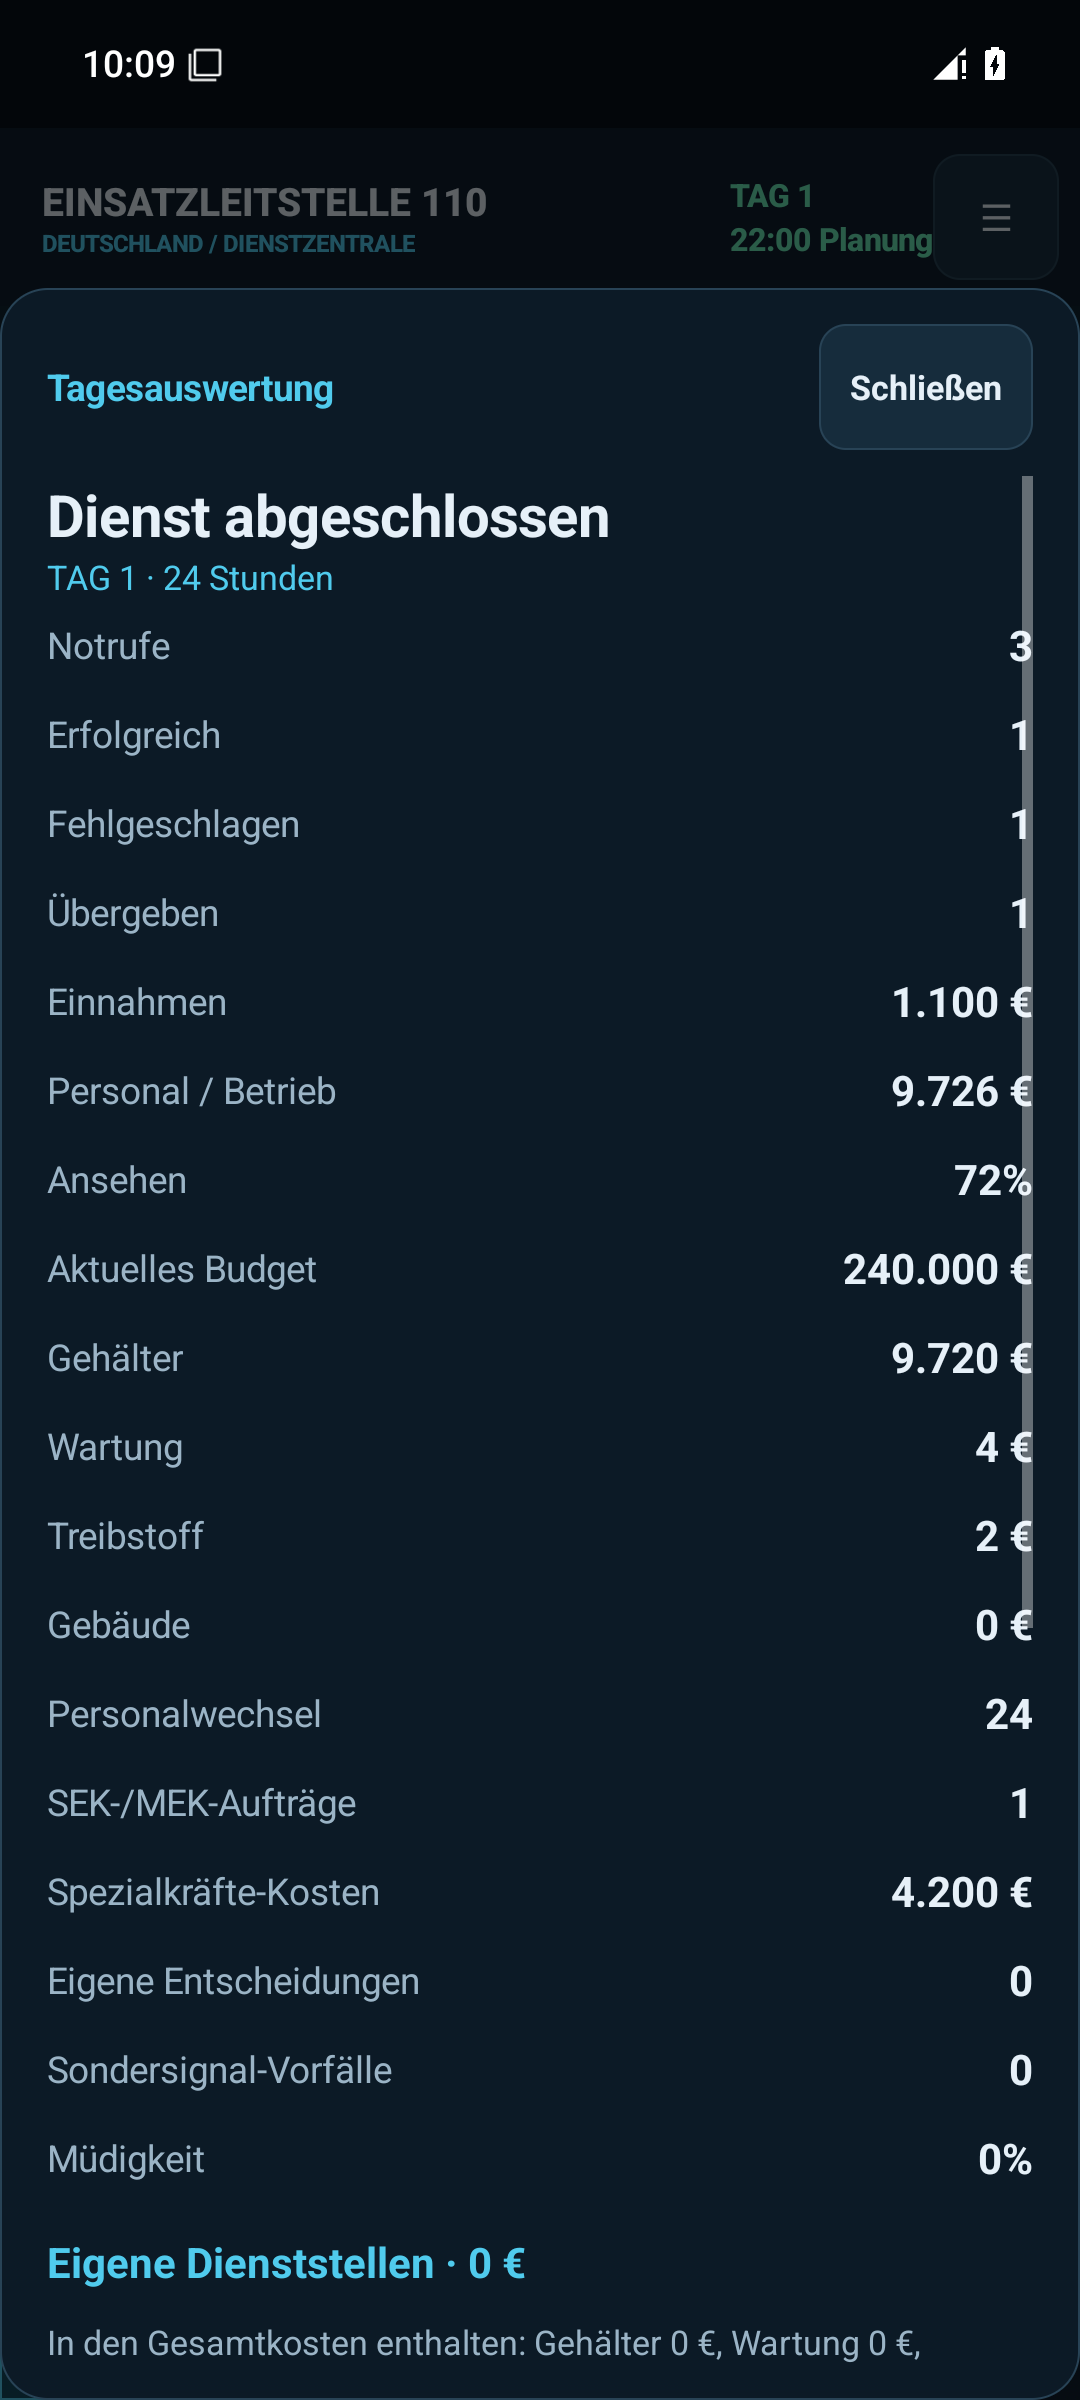 10:09
EINSATZLEITSTELLE 110
DEUTSCHLAND / DIENSTZENTRALE
TAG 1
22:00 Planung
Tagesauswertung
Schließen
Dienst abgeschlossen
TAG 1 · 24 Stunden
Notrufe 3
Erfolgreich 1
Fehlgeschlagen 1
Übergeben 1
Einnahmen 1.100 €
Personal / Betrieb 9.726 €
Ansehen 72%
Aktuelles Budget 240.000 €
Gehälter 9.720 €
Wartung 4 €
Treibstoff 2 €
Gebäude 0 €
Personalwechsel 24
SEK-/MEK-Aufträge 1
Spezialkräfte-Kosten 4.200 €
Eigene Entscheidungen 0
Sondersignal-Vorfälle 0
Müdigkeit 0%
Eigene Dienststellen · 0 €
In den Gesamtkosten enthalten: Gehälter 0 €, Wartung 0 €,